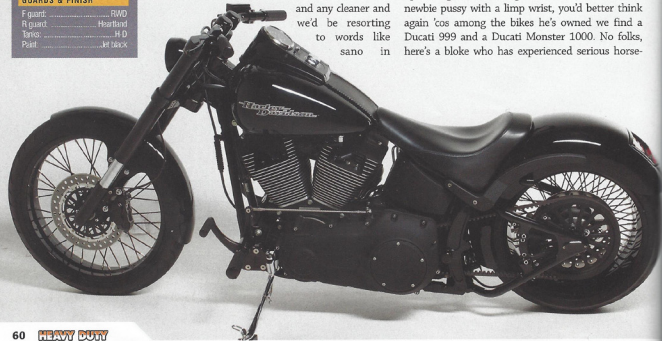 GUARDS & FINISH
F guard: RWD
R guard: Heartland
Tanks: H-D
Paint: Jet black
and any cleaner and
we'd be resorting
to words like
sano in
newbie pussy with a limp wrist, you'd better think
again 'cos among the bikes he's owned we find a
Ducati 999 and a Ducati Monster 1000. No folks,
here's a bloke who has experienced serious horse-
Harley-
Davidson
60 HEAVY DUTY